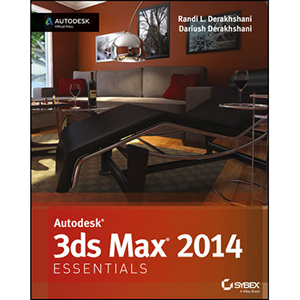 AUTODESK
Official Press
Randi L. Derakhshani
Dariush Derakhshani
Autodesk®
3ds Max® 2014
ESSENTIALS
SYBEX
A Wiley Brand